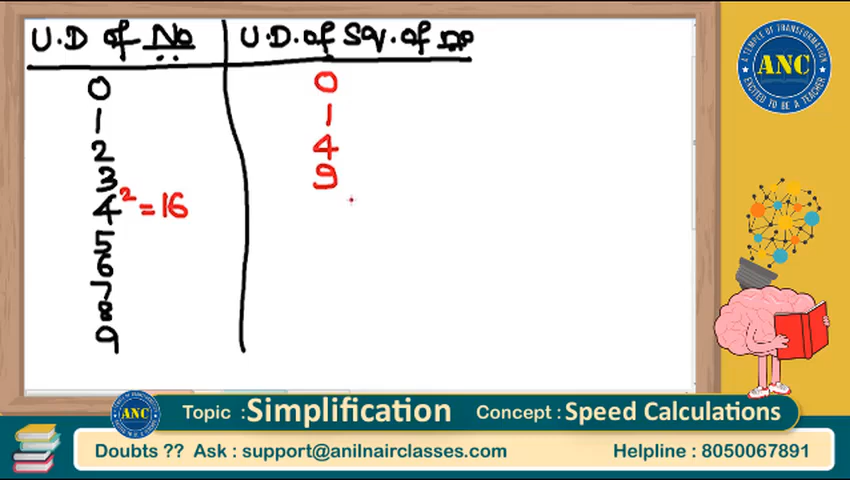 U.D of No U.D. of Sq. of no
0 0
1 1
2 4
3 9
4² = 16
5
6
7
8
9
A TEMPLE OF TRANSFORMATION
ANC
EXCITED TO BE A TEACHER
ANC
Topic : Simplification Concept : Speed Calculations
Doubts ?? Ask : support@anilnairclasses.com Helpline : 8050067891